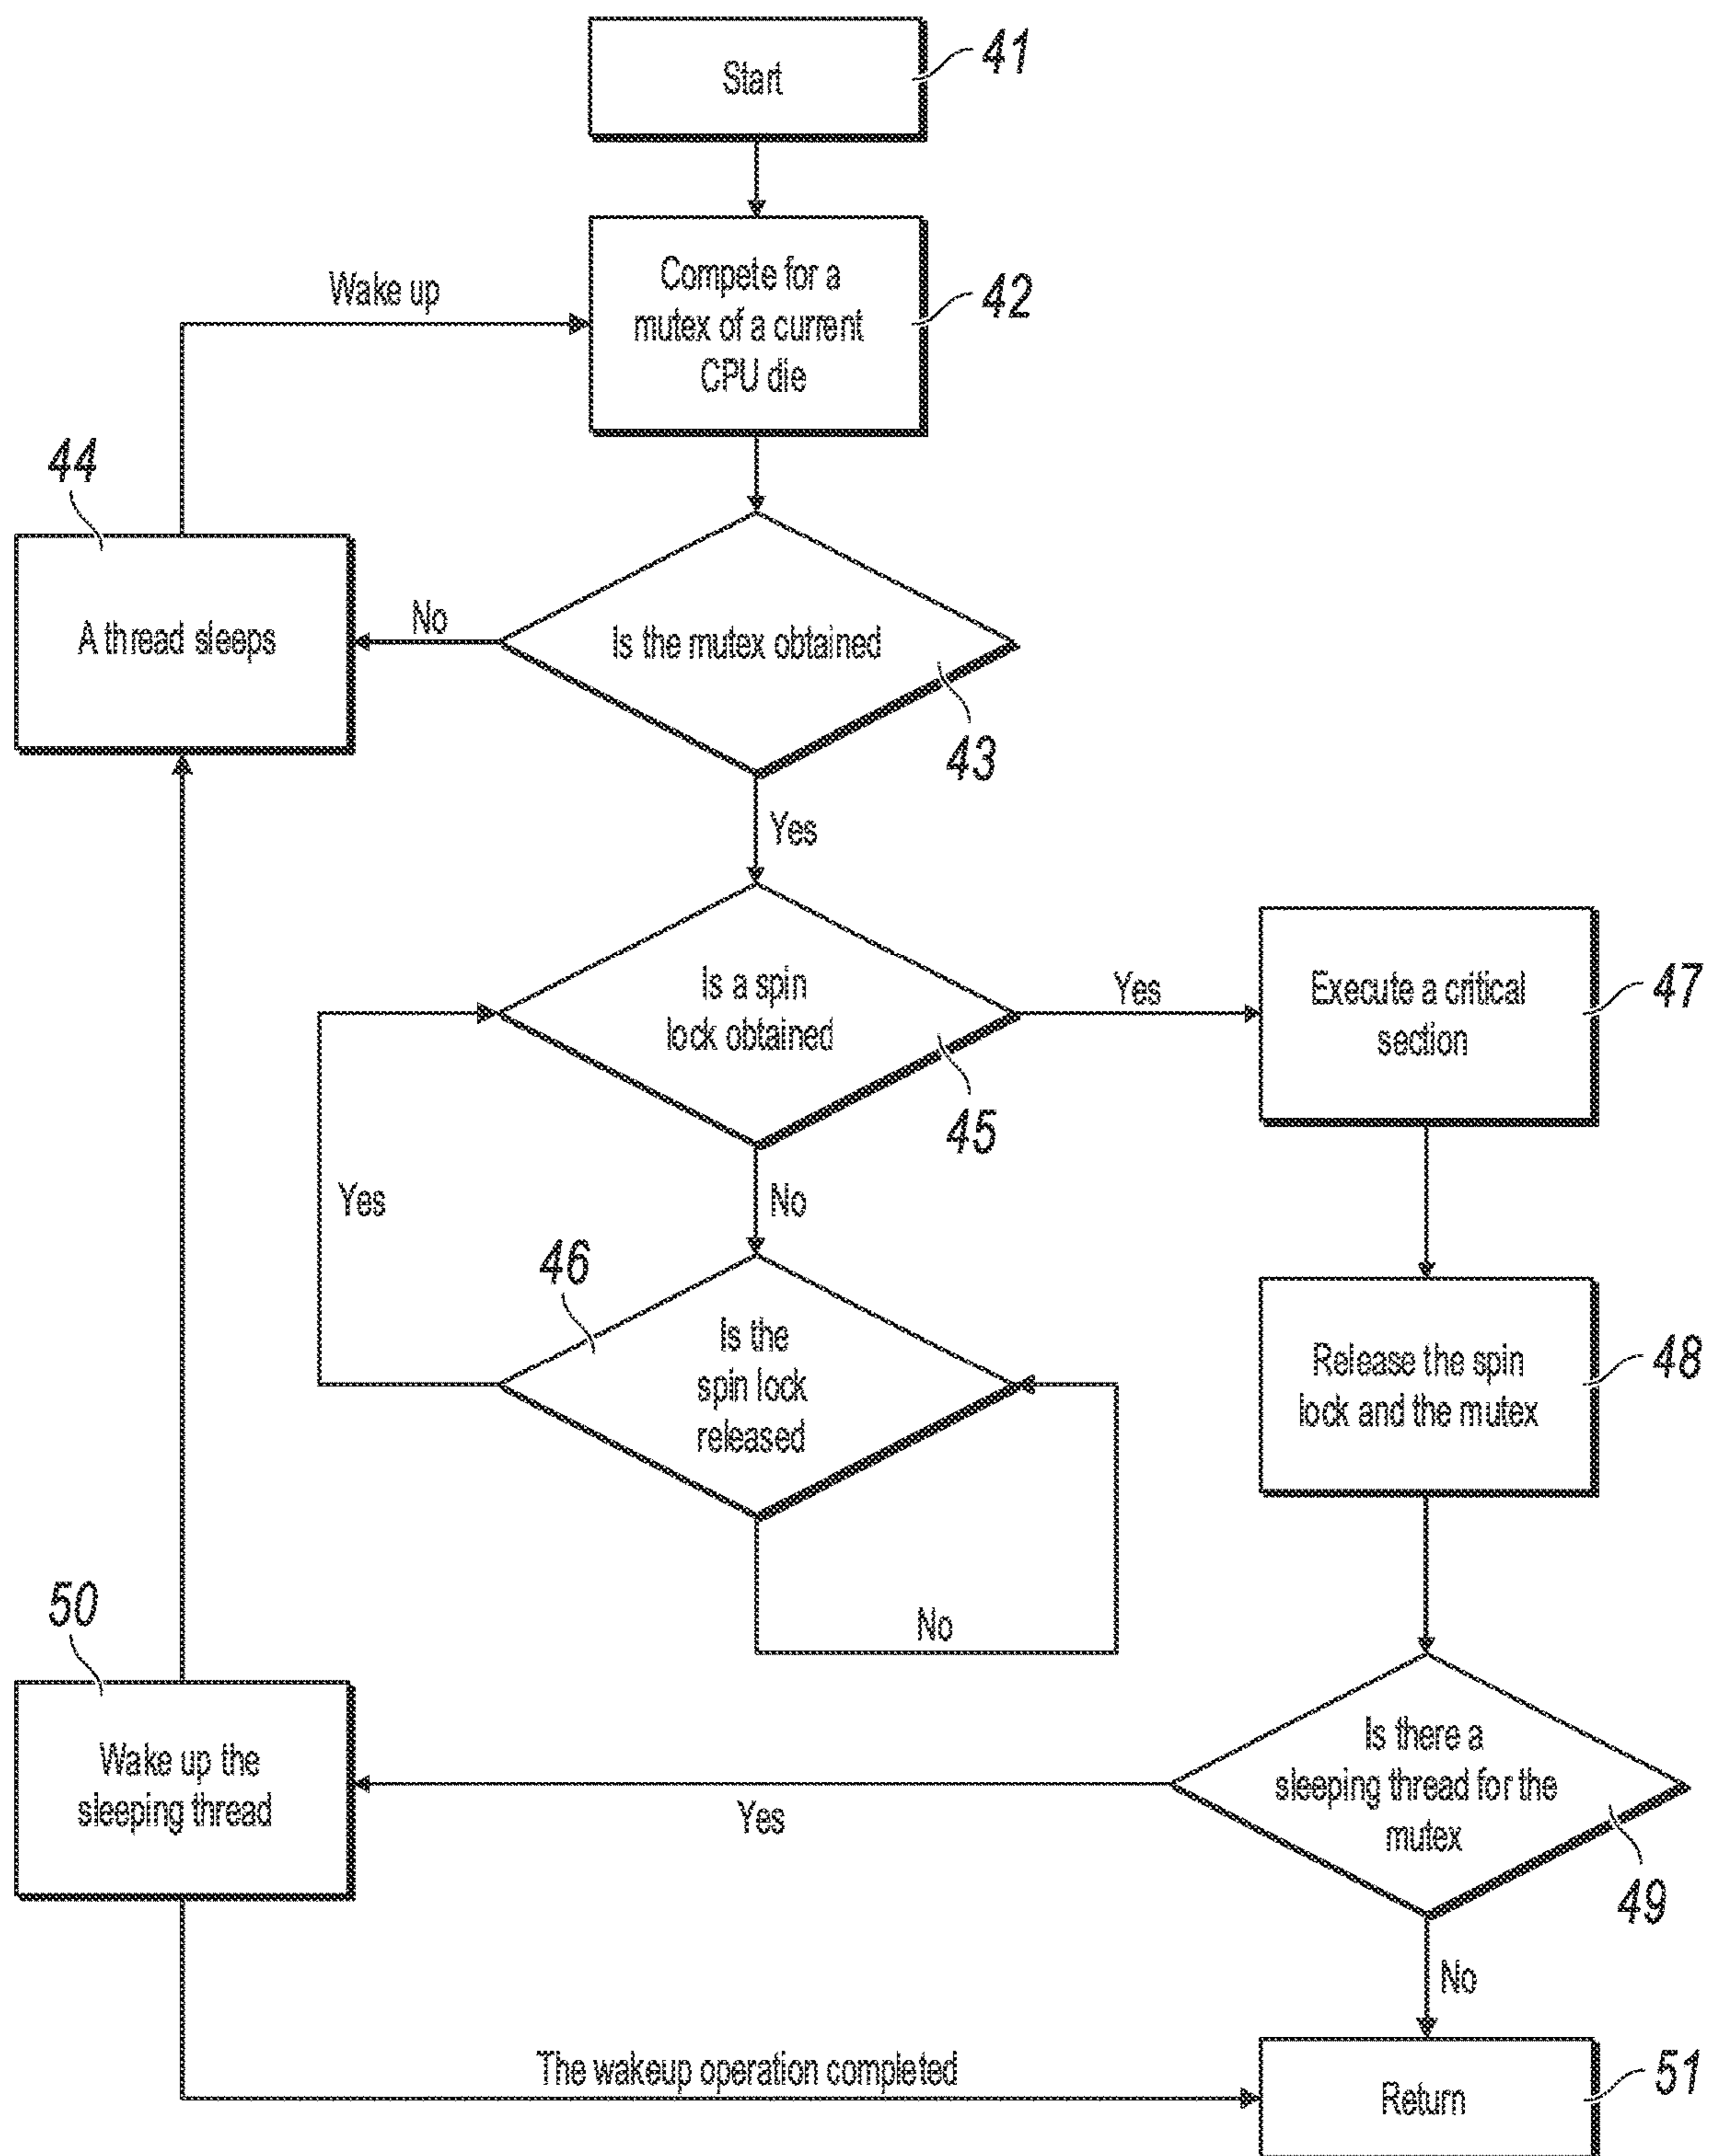 Start
41
Compete for a
mutex of a current
CPU die
42
Wake up
44
A thread sleeps
No
Is the mutex obtained
43
Yes
Is a spin
lock obtained
45
Yes
Execute a critical
section
47
Yes
No
46
Is the
spin lock
released
No
Release the spin
lock and the mutex
48
50
Wake up the
sleeping thread
Yes
Is there a
sleeping thread for the
mutex
49
No
The wakeup operation completed
Return
51